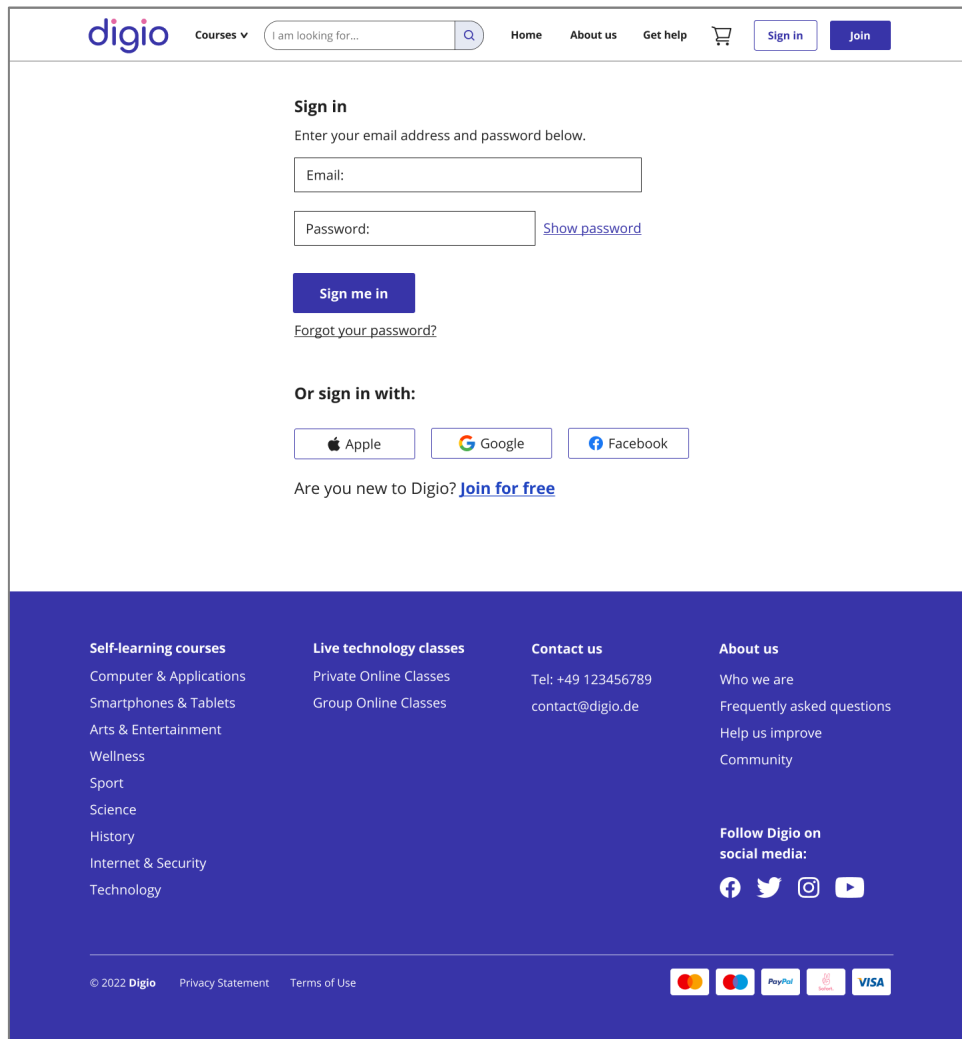 digio
Courses
I am looking for...
Home
About us
Get help
Sign in
Join
Sign in
Enter your email address and password below.
Email:
Password:
Show password
Sign me in
Forgot your password?
Or sign in with:
Apple
Google
Facebook
Are you new to Digio? Join for free
Self-learning courses
Computer & Applications
Smartphones & Tablets
Arts & Entertainment
Wellness
Sport
Science
History
Internet & Security
Technology
Live technology classes
Private Online Classes
Group Online Classes
Contact us
Tel: +49 123456789
contact@digio.de
About us
Who we are
Frequently asked questions
Help us improve
Community
Follow Digio on
social media:
© 2022 Digio
Privacy Statement
Terms of Use
PayPal
VISA